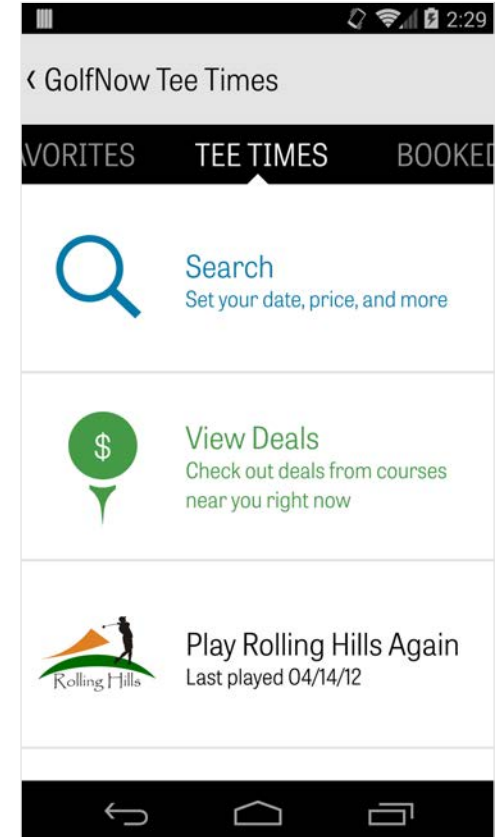 2:29
‹ GolfNow Tee Times
VORITES TEE TIMES BOOKED
Search
Set your date, price, and more
$
View Deals
Check out deals from courses
near you right now
Rolling Hills
Play Rolling Hills Again
Last played 04/14/12